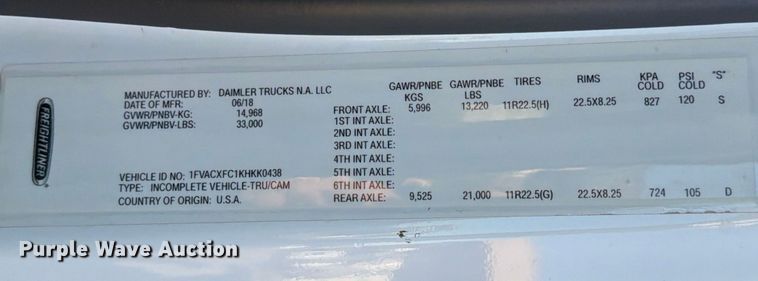 FREIGHTLINER
MANUFACTURED BY: DAIMLER TRUCKS N.A. LLC
DATE OF MFR: 06/18
GVWR/PNBV-KG: 14,968
GVWR/PNBV-LBS: 33,000
VEHICLE ID NO: 1FVACXFC1KHKK0438
TYPE: INCOMPLETE VEHICLE-TRU/CAM
COUNTRY OF ORIGIN: U.S.A.
GAWR/PNBE KGS GAWR/PNBE LBS TIRES RIMS KPA COLD PSI COLD "S"
FRONT AXLE: 5,996 13,220 11R22.5(H) 22.5X8.25 827 120 S
1ST INT AXLE:
2ND INT AXLE:
3RD INT AXLE:
4TH INT AXLE:
5TH INT AXLE:
6TH INT AXLE:
REAR AXLE: 9,525 21,000 11R22.5(G) 22.5X8.25 724 105 D
Purple Wave Auction